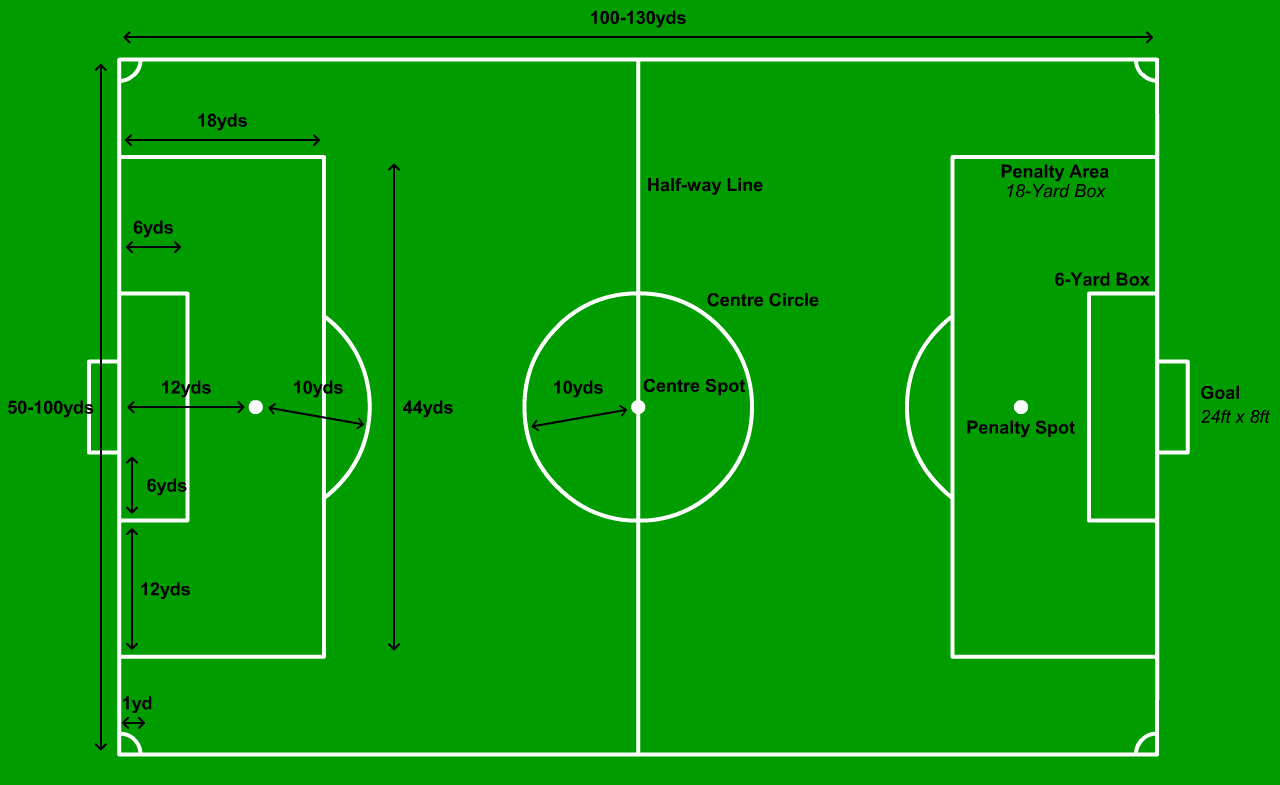 100-130yds
18yds
Penalty Area
18-Yard Box
Half-way Line
6yds
6-Yard Box
Centre Circle
12yds
10yds
10yds
Centre Spot
Goal
24ft x 8ft
50-100yds
44yds
Penalty Spot
6yds
12yds
1yd